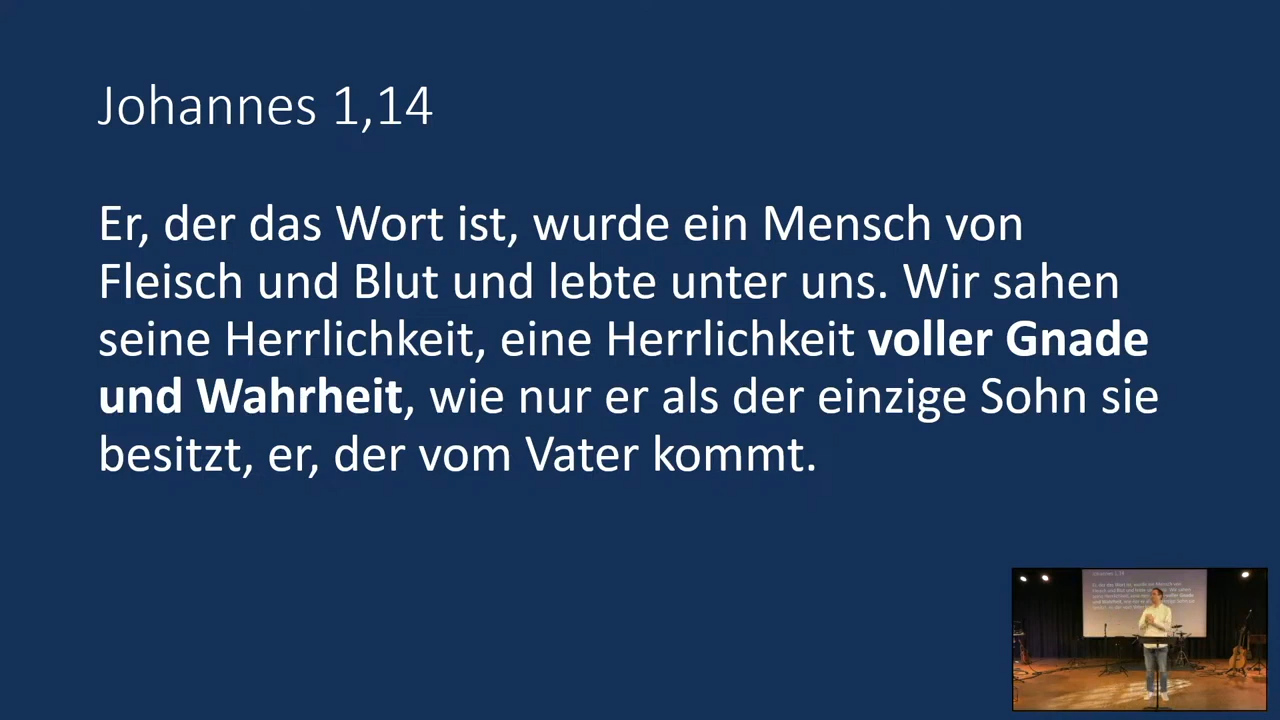 Johannes 1,14
Er, der das Wort ist, wurde ein Mensch von
Fleisch und Blut und lebte unter uns. Wir sahen
seine Herrlichkeit, eine Herrlichkeit voller Gnade
und Wahrheit, wie nur er als der einzige Sohn sie
besitzt, er, der vom Vater kommt.